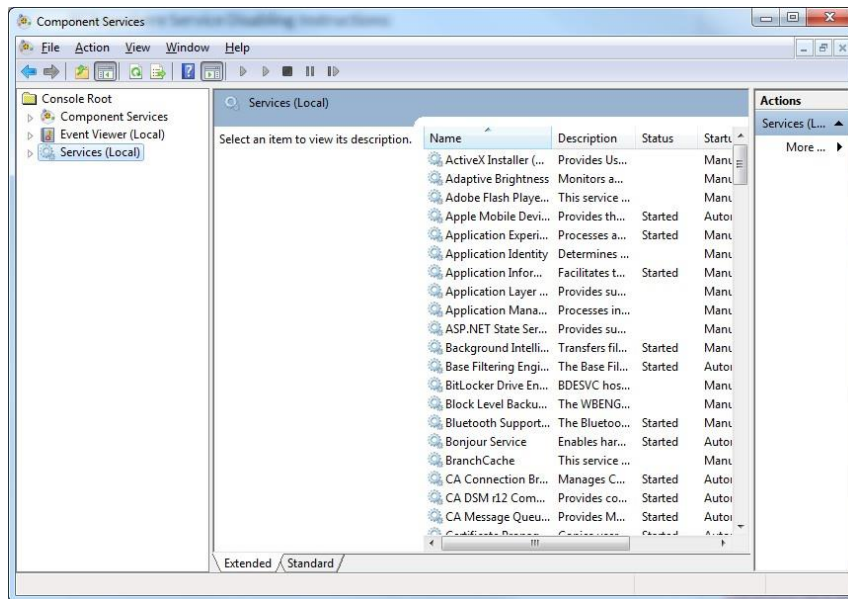 Component Services
File Action View Window Help
Console Root
Component Services
Event Viewer (Local)
Services (Local)
Services (Local)
Select an item to view its description.
Name Description Status Startu
ActiveX Installer (... Provides Us... Manu
Adaptive Brightness Monitors a... Manu
Adobe Flash Playe... This service ... Manu
Apple Mobile Devi... Provides th... Started Autor
Application Experi... Processes a... Started Manu
Application Identity Determines ... Manu
Application Infor... Facilitates t... Started Manu
Application Layer ... Provides su... Manu
Application Mana... Processes in... Manu
ASP.NET State Ser... Provides su... Manu
Background Intelli... Transfers fil... Started Manu
Base Filtering Engi... The Base Fil... Started Autor
BitLocker Drive En... BDESVC hos... Manu
Block Level Backu... The WBENG... Manu
Bluetooth Support... The Bluetoo... Started Manu
Bonjour Service Enables har... Started Autor
BranchCache This service ... Manu
CA Connection Br... Manages C... Started Autor
CA DSM r12 Com... Provides co... Started Autor
CA Message Queu... Provides M... Started Autor
Extended Standard
Actions
Services (L...
More ...